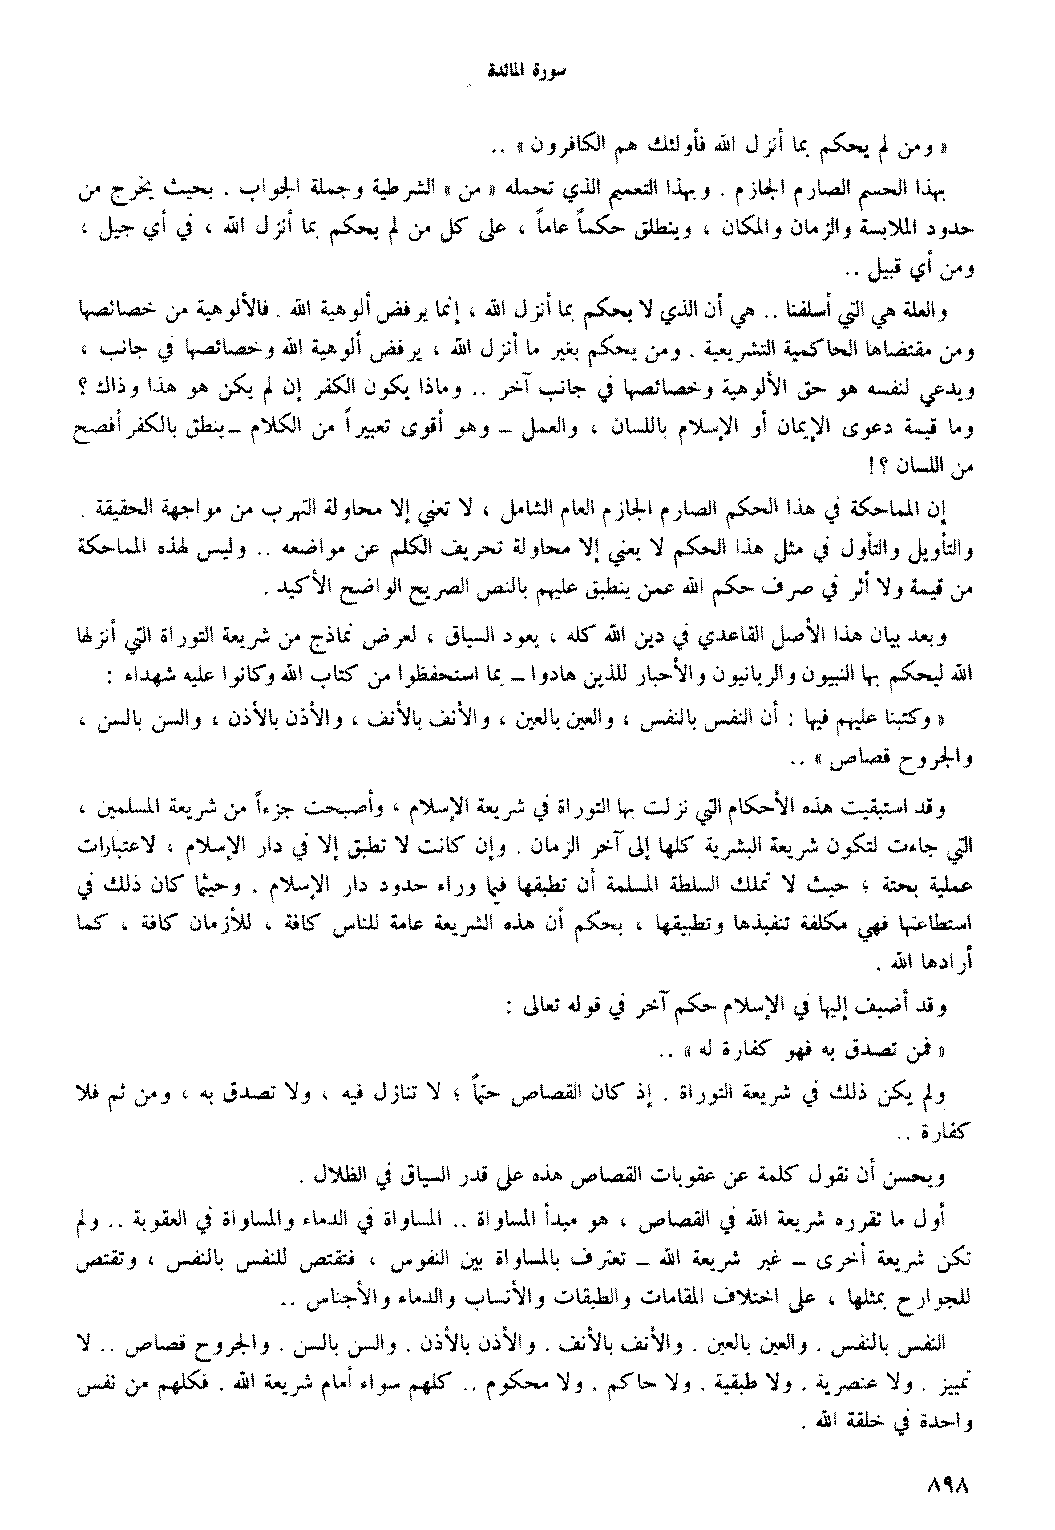 سورة المائدة
« ومن لم يحكم بما أنزل الله فأولئك هم الكافرون » ..
بهذا الحسم الصارم الجازم . وبهذا التعميم الذي تحمله « من » الشرطية وجملة الجواب . بحيث يخرج من
حدود الملابسة والزمان والمكان ، وينطلق حكماً عاماً ، على كل من لم يحكم بما أنزل الله ، في أي جيل ،
ومن أي قبيل ..
والعلة هي التي أسلفنا .. هي أن الذي لا يحكم بما أنزل الله ، إنما يرفض ألوهية الله . فالألوهية من خصائصها
ومن مقتضاها الحاكمية التشريعية . ومن يحكم بغير ما أنزل الله ، يرفض ألوهية الله وخصائصها في جانب ،
ويدعي لنفسه هو حق الألوهية وخصائصها في جانب آخر .. وماذا يكون الكفر إن لم يكن هو هذا وذاك ؟
وما قيمة دعوى الإيمان أو الإسلام باللسان ، والعمل – وهو أقوى تعبيراً من الكلام – ينطق بالكفر أفصح
من اللسان ؟!
إن المماحكة في هذا الحكم الصارم الجازم العام الشامل ، لا تعني إلا محاولة التهرب من مواجهة الحقيقة .
والتأويل والتأول في مثل هذا الحكم لا يعني إلا محاولة تحريف الكلم عن مواضعه .. وليس لهذه المماحكة
من قيمة ولا أثر في صرف حكم الله عمن ينطبق عليهم بالنص الصريح الواضح الأكيد .
وبعد بيان هذا الأصل القاعدي في دين الله كله ، يعود السياق ، لعرض نماذج من شريعة التوراة التي أنزلها
الله ليحكم بها النبيون والربانيون والأحبار للذين هادوا – بما استحفظوا من كتاب الله وكانوا عليه شهداء :
« وكتبنا عليهم فيها : أن النفس بالنفس ، والعين بالعين ، والأنف بالأنف ، والأذن بالأذن ، والسن بالسن ،
والجروح قصاص » ..
وقد استبقيت هذه الأحكام التي نزلت بها التوراة في شريعة الإسلام ، وأصبحت جزءاً من شريعة المسلمين ،
التي جاءت لتكون شريعة البشرية كلها إلى آخر الزمان . وإن كانت لا تطبق إلا في دار الإسلام ، لاعتبارات
عملية بحتة ؛ حيث لا تملك السلطة المسلمة أن تطبقها فيما وراء حدود دار الإسلام . وحيثما كان ذلك في
استطاعتها فهي مكلفة تنفيذها وتطبيقها ، بحكم أن هذه الشريعة عامة للناس كافة ، للأزمان كافة ، كما
أرادها الله .
وقد أضيف إليها في الإسلام حكم آخر في قوله تعالى :
« فمن تصدق به فهو كفارة له » ..
ولم يكن ذلك في شريعة التوراة . إذ كان القصاص حتماً ؛ لا تنازل فيه ، ولا تصدق به ، ومن ثم فلا
كفارة ..
ويحسن أن نقول كلمة عن عقوبات القصاص هذه على قدر السياق في الظلال .
أول ما تقرره شريعة الله في القصاص ، هو مبدأ المساواة .. المساواة في الدماء والمساواة في العقوبة .. ولم
تكن شريعة أخرى – غير شريعة الله – تعترف بالمساواة بين النفوس ، فتقتص للنفس بالنفس ، وتقتص
للجوارح بمثلها ، على اختلاف المقامات والطبقات والأنساب والدماء والأجناس ..
النفس بالنفس . والعين بالعين . والأنف بالأنف . والأذن بالأذن . والسن بالسن . والجروح قصاص .. لا
تمييز . ولا عنصرية . ولا طبقية . ولا حاكم . ولا محكوم .. كلهم سواء أمام شريعة الله . فكلهم من نفس
واحدة في خلقة الله .
٨٩٨